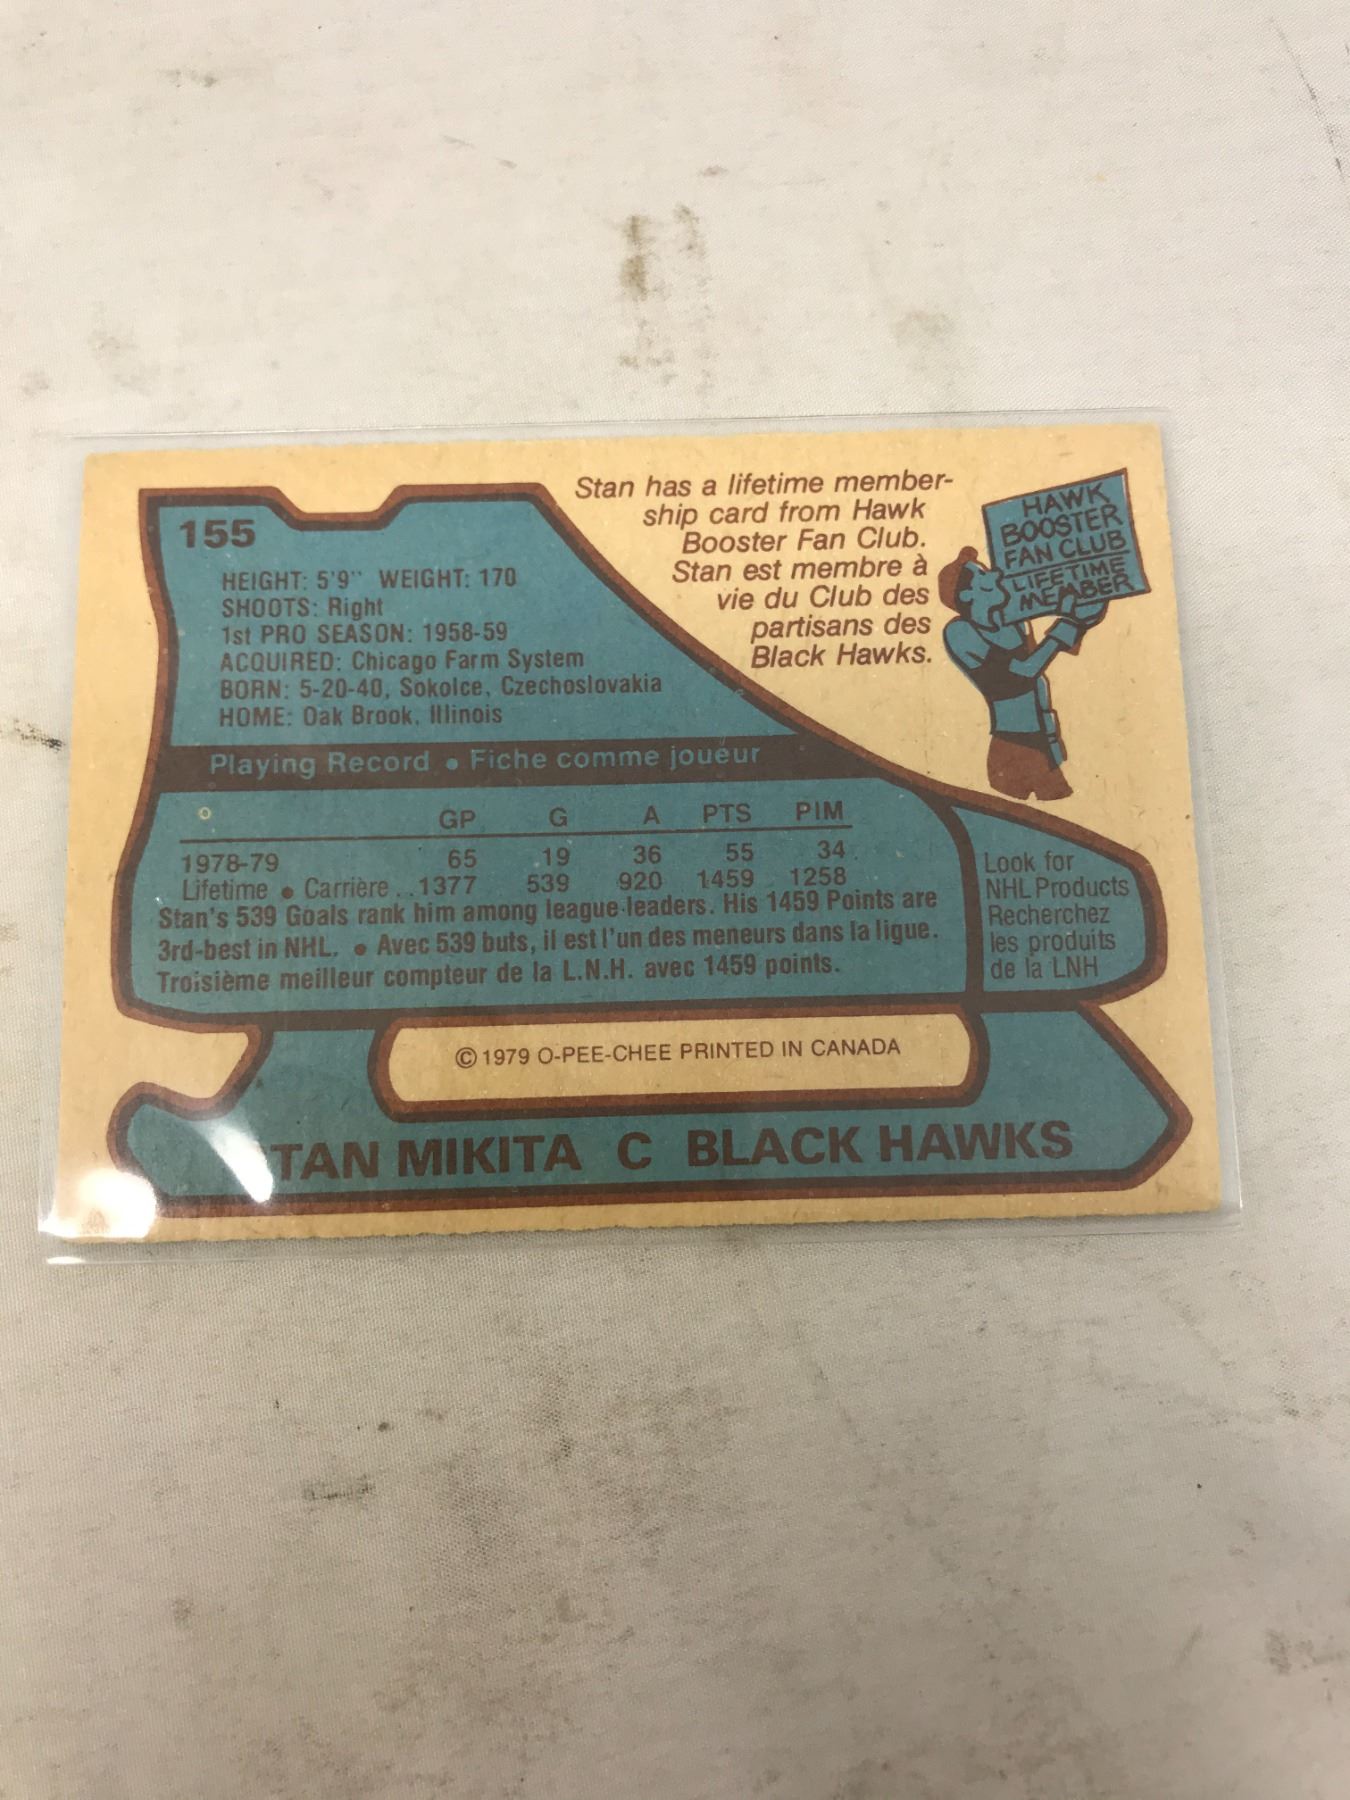 155
HEIGHT: 5'9" WEIGHT: 170
SHOOTS: Right
1st PRO SEASON: 1958-59
ACQUIRED: Chicago Farm System
BORN: 5-20-40, Sokolce, Czechoslovakia
HOME: Oak Brook, Illinois
Stan has a lifetime member-
ship card from Hawk
Booster Fan Club.
Stan est membre à
vie du Club des
partisans des
Black Hawks.
HAWK
BOOSTER
FAN CLUB
LIFETIME
MEMBER
Playing Record • Fiche comme joueur
GP G A PTS PIM
1978-79 65 19 36 55 34
Lifetime • Carrière .. 1377 539 920 1459 1258
Stan's 539 Goals rank him among league leaders. His 1459 Points are
3rd-best in NHL. • Avec 539 buts, il est l'un des meneurs dans la ligue.
Troisième meilleur compteur de la L.N.H. avec 1459 points.
Look for
NHL Products
Recherchez
les produits
de la LNH
© 1979 O-PEE-CHEE PRINTED IN CANADA
TAN MIKITA C BLACK HAWKS